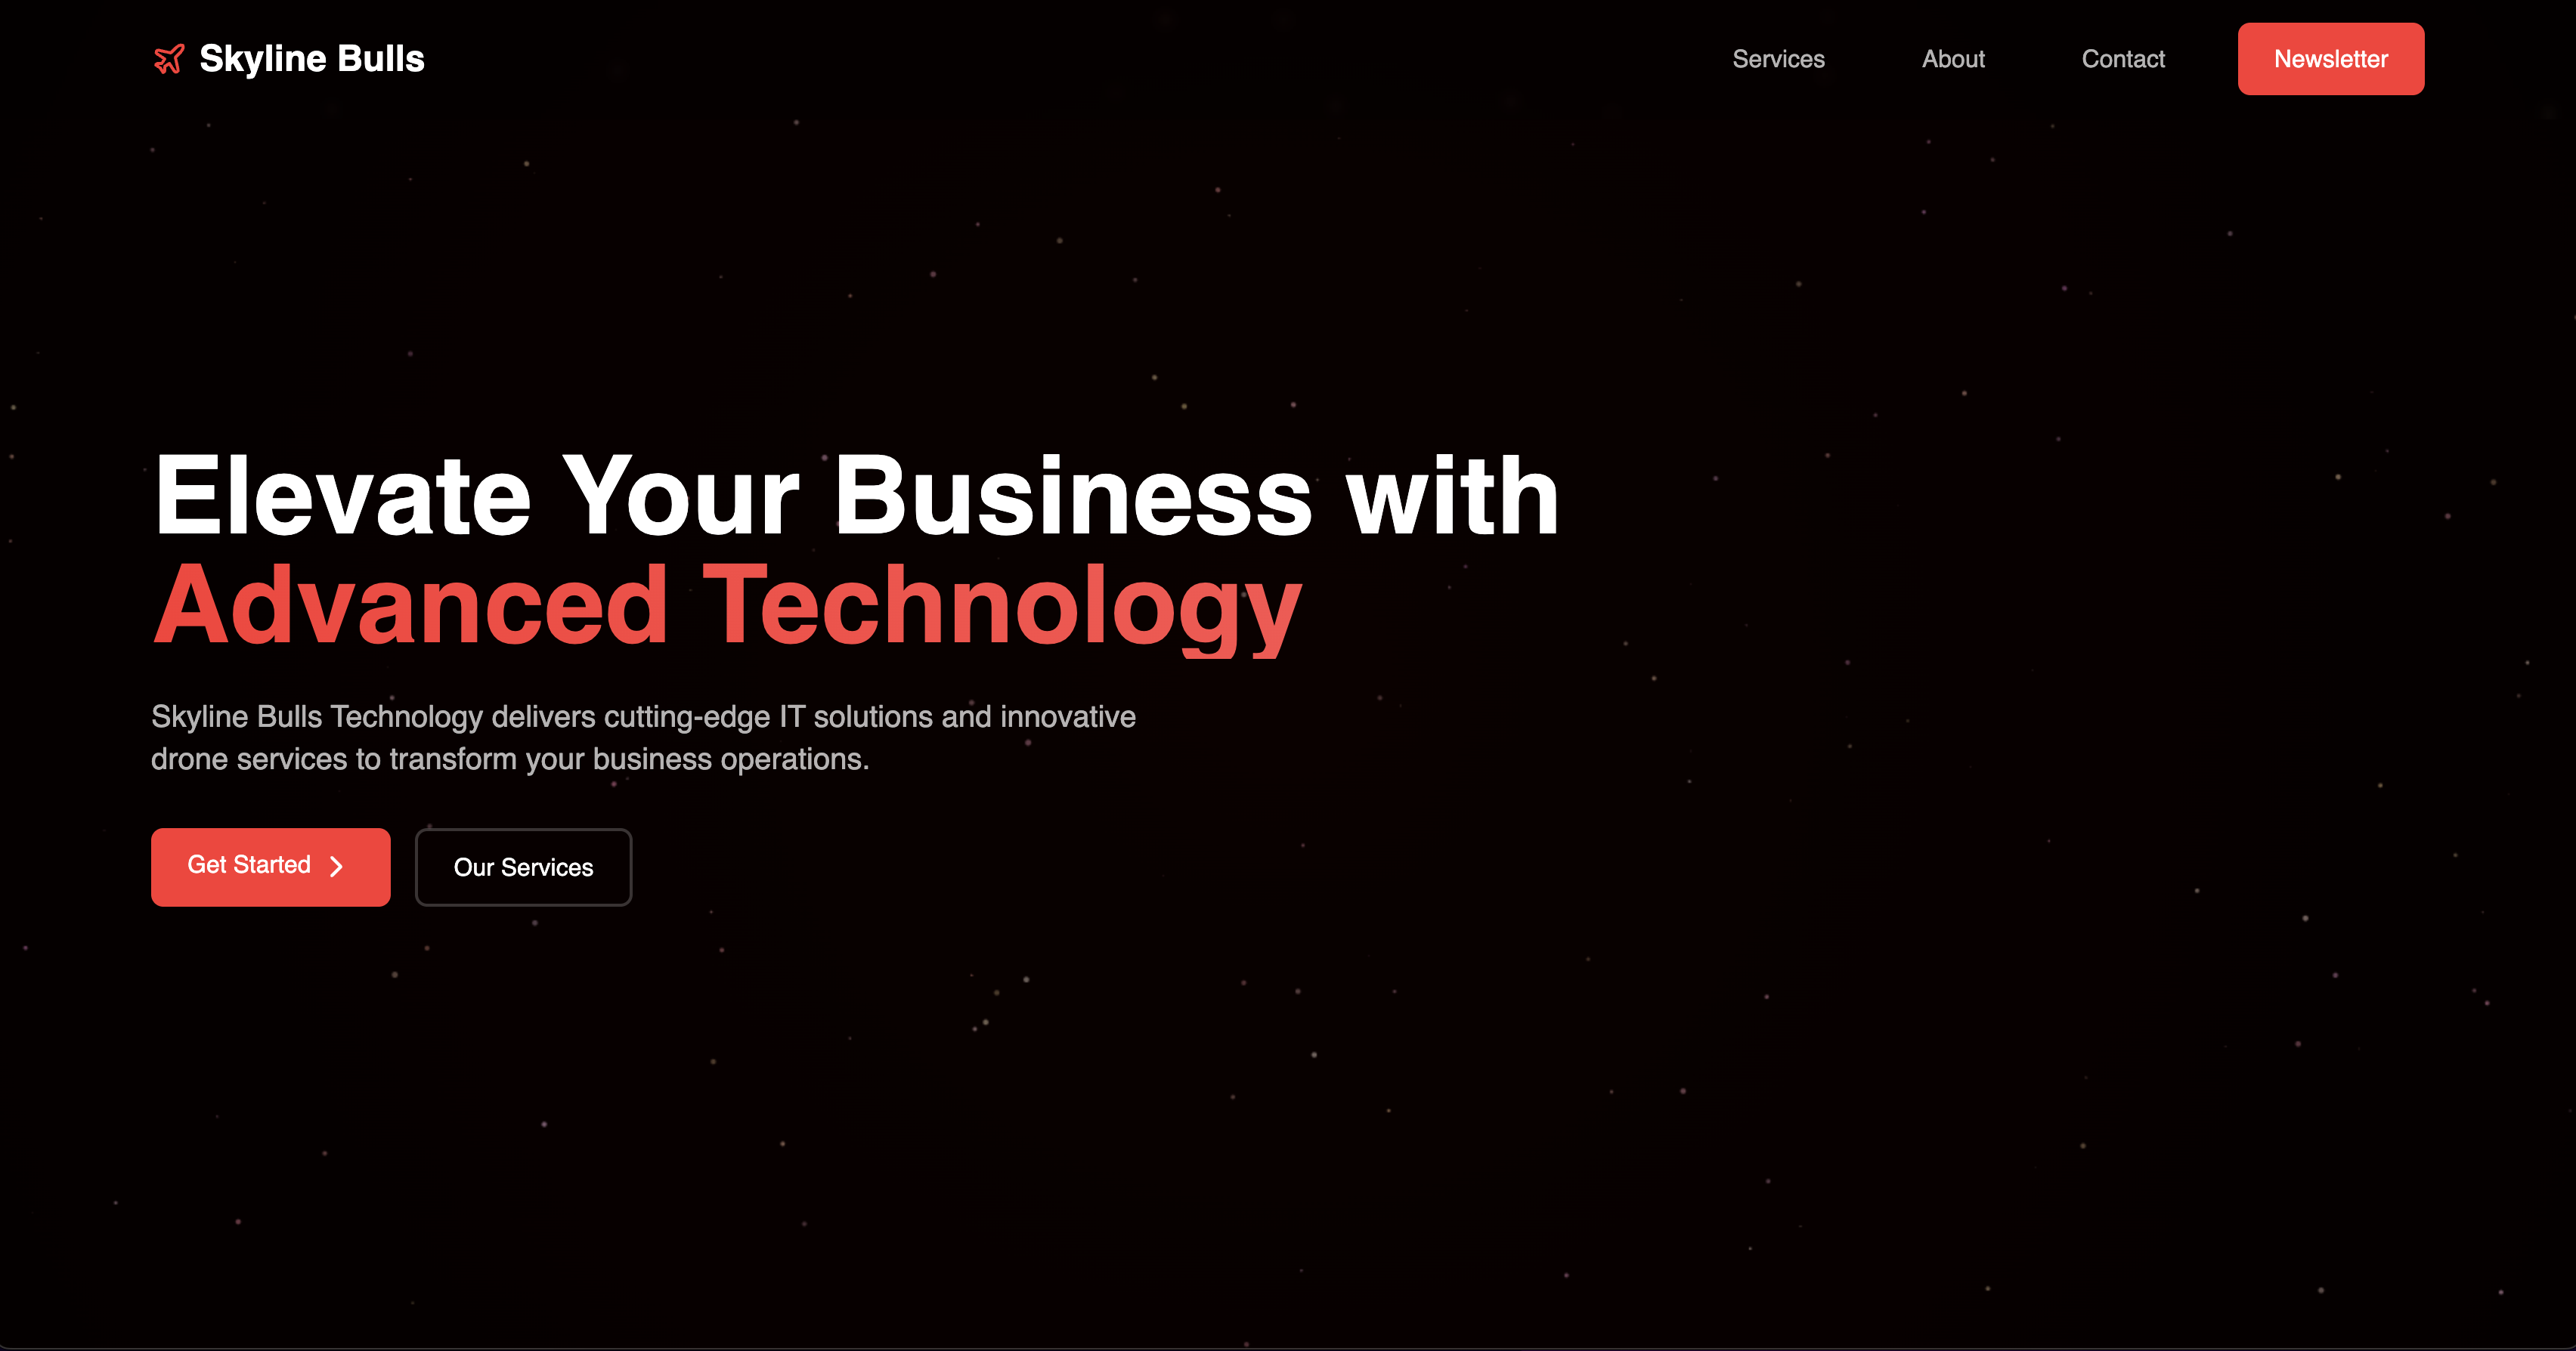 Skyline Bulls
Services
About
Contact
Newsletter
Elevate Your Business with
Advanced Technology
Skyline Bulls Technology delivers cutting-edge IT solutions and innovative
drone services to transform your business operations.
Get Started
Our Services